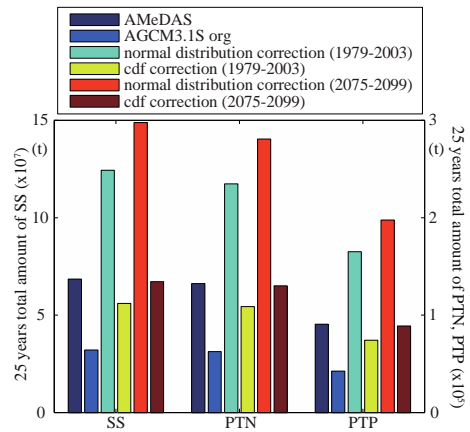 AMeDAS
AGCM3.1S org
normal distribution correction (1979-2003)
cdf correction (1979-2003)
normal distribution correction (2075-2099)
cdf correction (2075-2099)
15
(t)
10
5
0
3
(t)
2
1
0
25 years total amount of SS (x10⁷)
25 years total amount of PTN, PTP (x10⁵)
SS
PTN
PTP